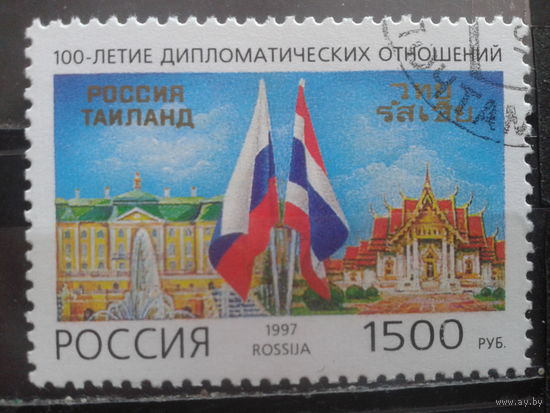 100-ЛЕТИЕ ДИПЛОМАТИЧЕСКИХ ОТНОШЕНИЙ
РОССИЯ
ТАИЛАНД
ไทย
รัสเซีย
РОССИЯ
1997
ROSSIJA
1500 РУБ.
www.ay.by